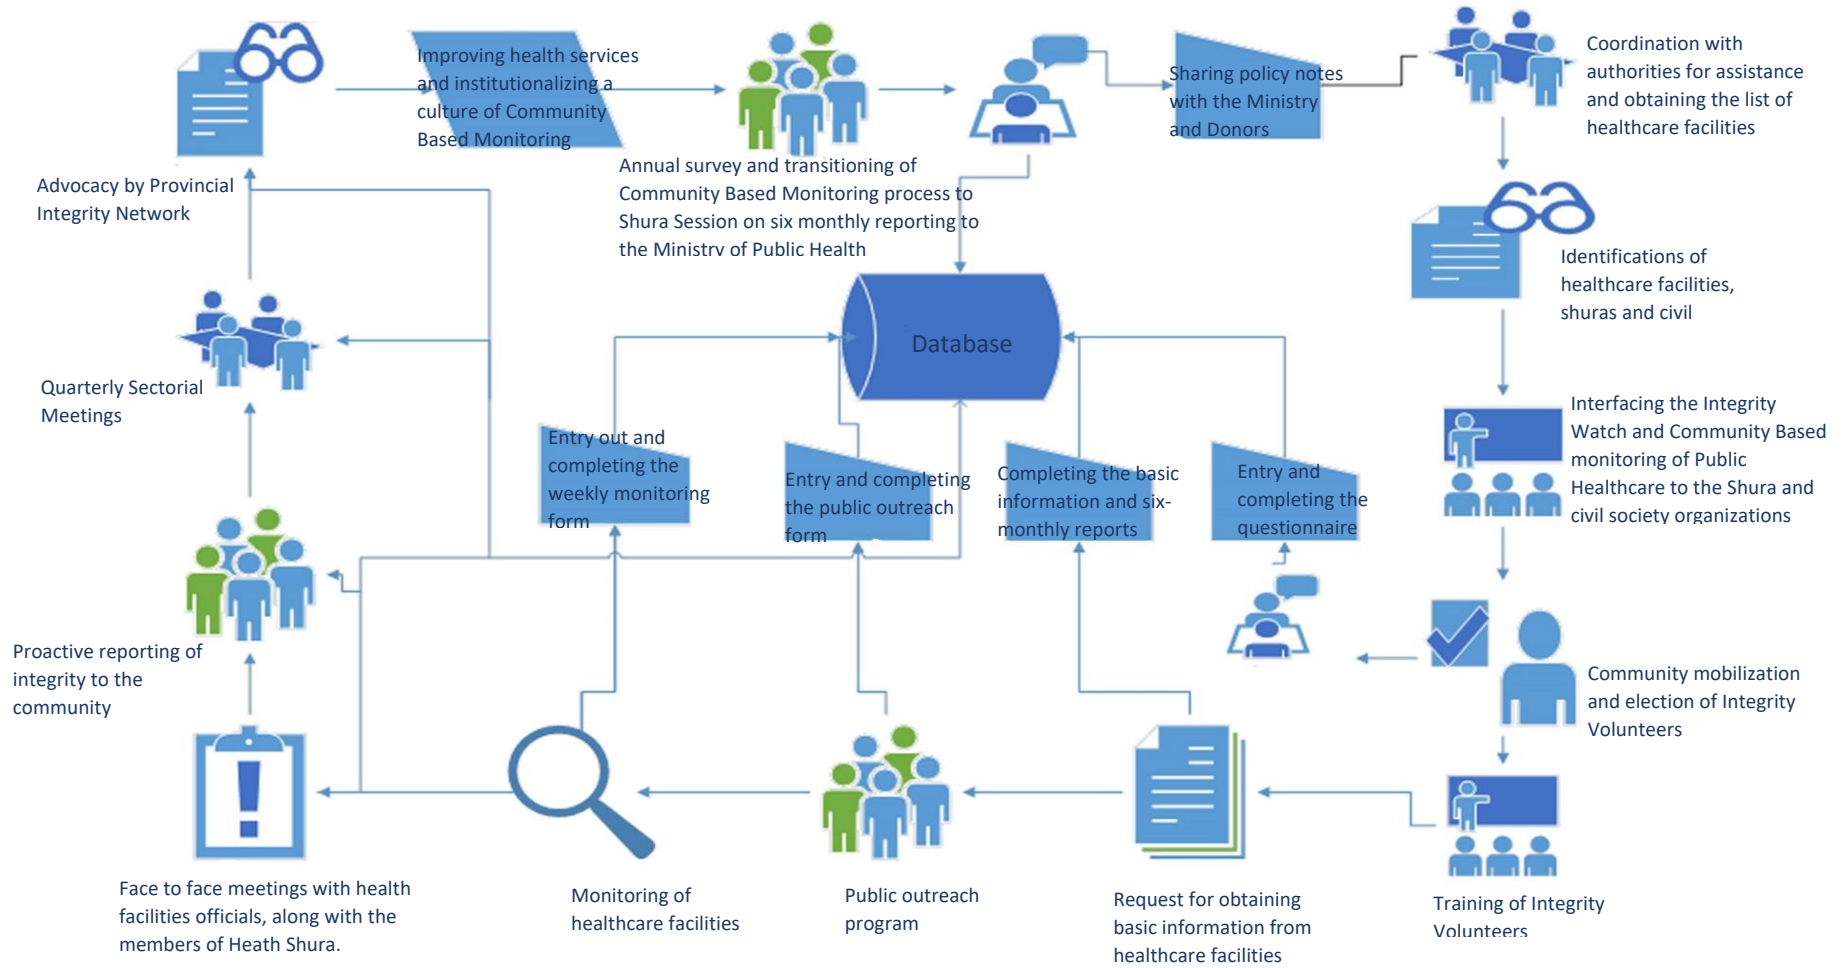 Improving health services
and institutionalizing a
culture of Community
Based Monitoring
Sharing policy notes
with the Ministry
and Donors
Coordination with
authorities for assistance
and obtaining the list of
healthcare facilities
Advocacy by Provincial
Integrity Network
Annual survey and transitioning of
Community Based Monitoring process to
Shura Session on six monthly reporting to
the Ministry of Public Health
Identifications of
healthcare facilities,
shuras and civil
Database
Quarterly Sectorial
Meetings
Interfacing the Integrity
Watch and Community Based
monitoring of Public
Healthcare to the Shura and
civil society organizations
Entry out and
completing the
weekly monitoring
form
Entry and completing
the public outreach
form
Completing the basic
information and six-
monthly reports
Entry and
completing the
questionnaire
Proactive reporting of
integrity to the
community
Community mobilization
and election of Integrity
Volunteers
Face to face meetings with health
facilities officials, along with the
members of Heath Shura.
Monitoring of
healthcare facilities
Public outreach
program
Request for obtaining
basic information from
healthcare facilities
Training of Integrity
Volunteers